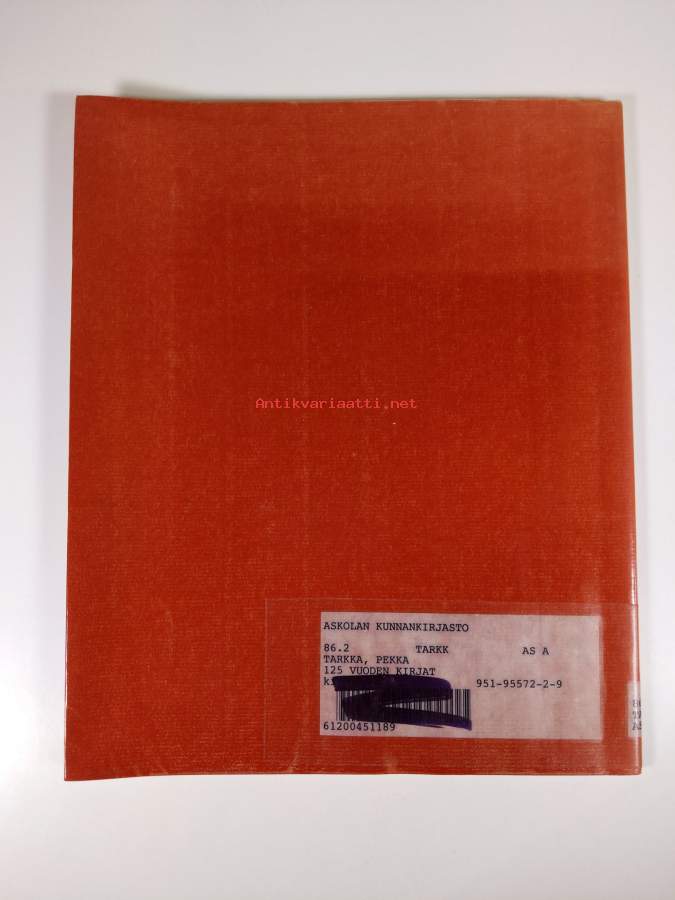 Antikvariaatti.net
ASKOLAN KUNNANKIRJASTO
86.2 TARKK AS A
TARKKA, PEKKA
125 VUODEN KIRJAT
951-95572-2-9
61200451189